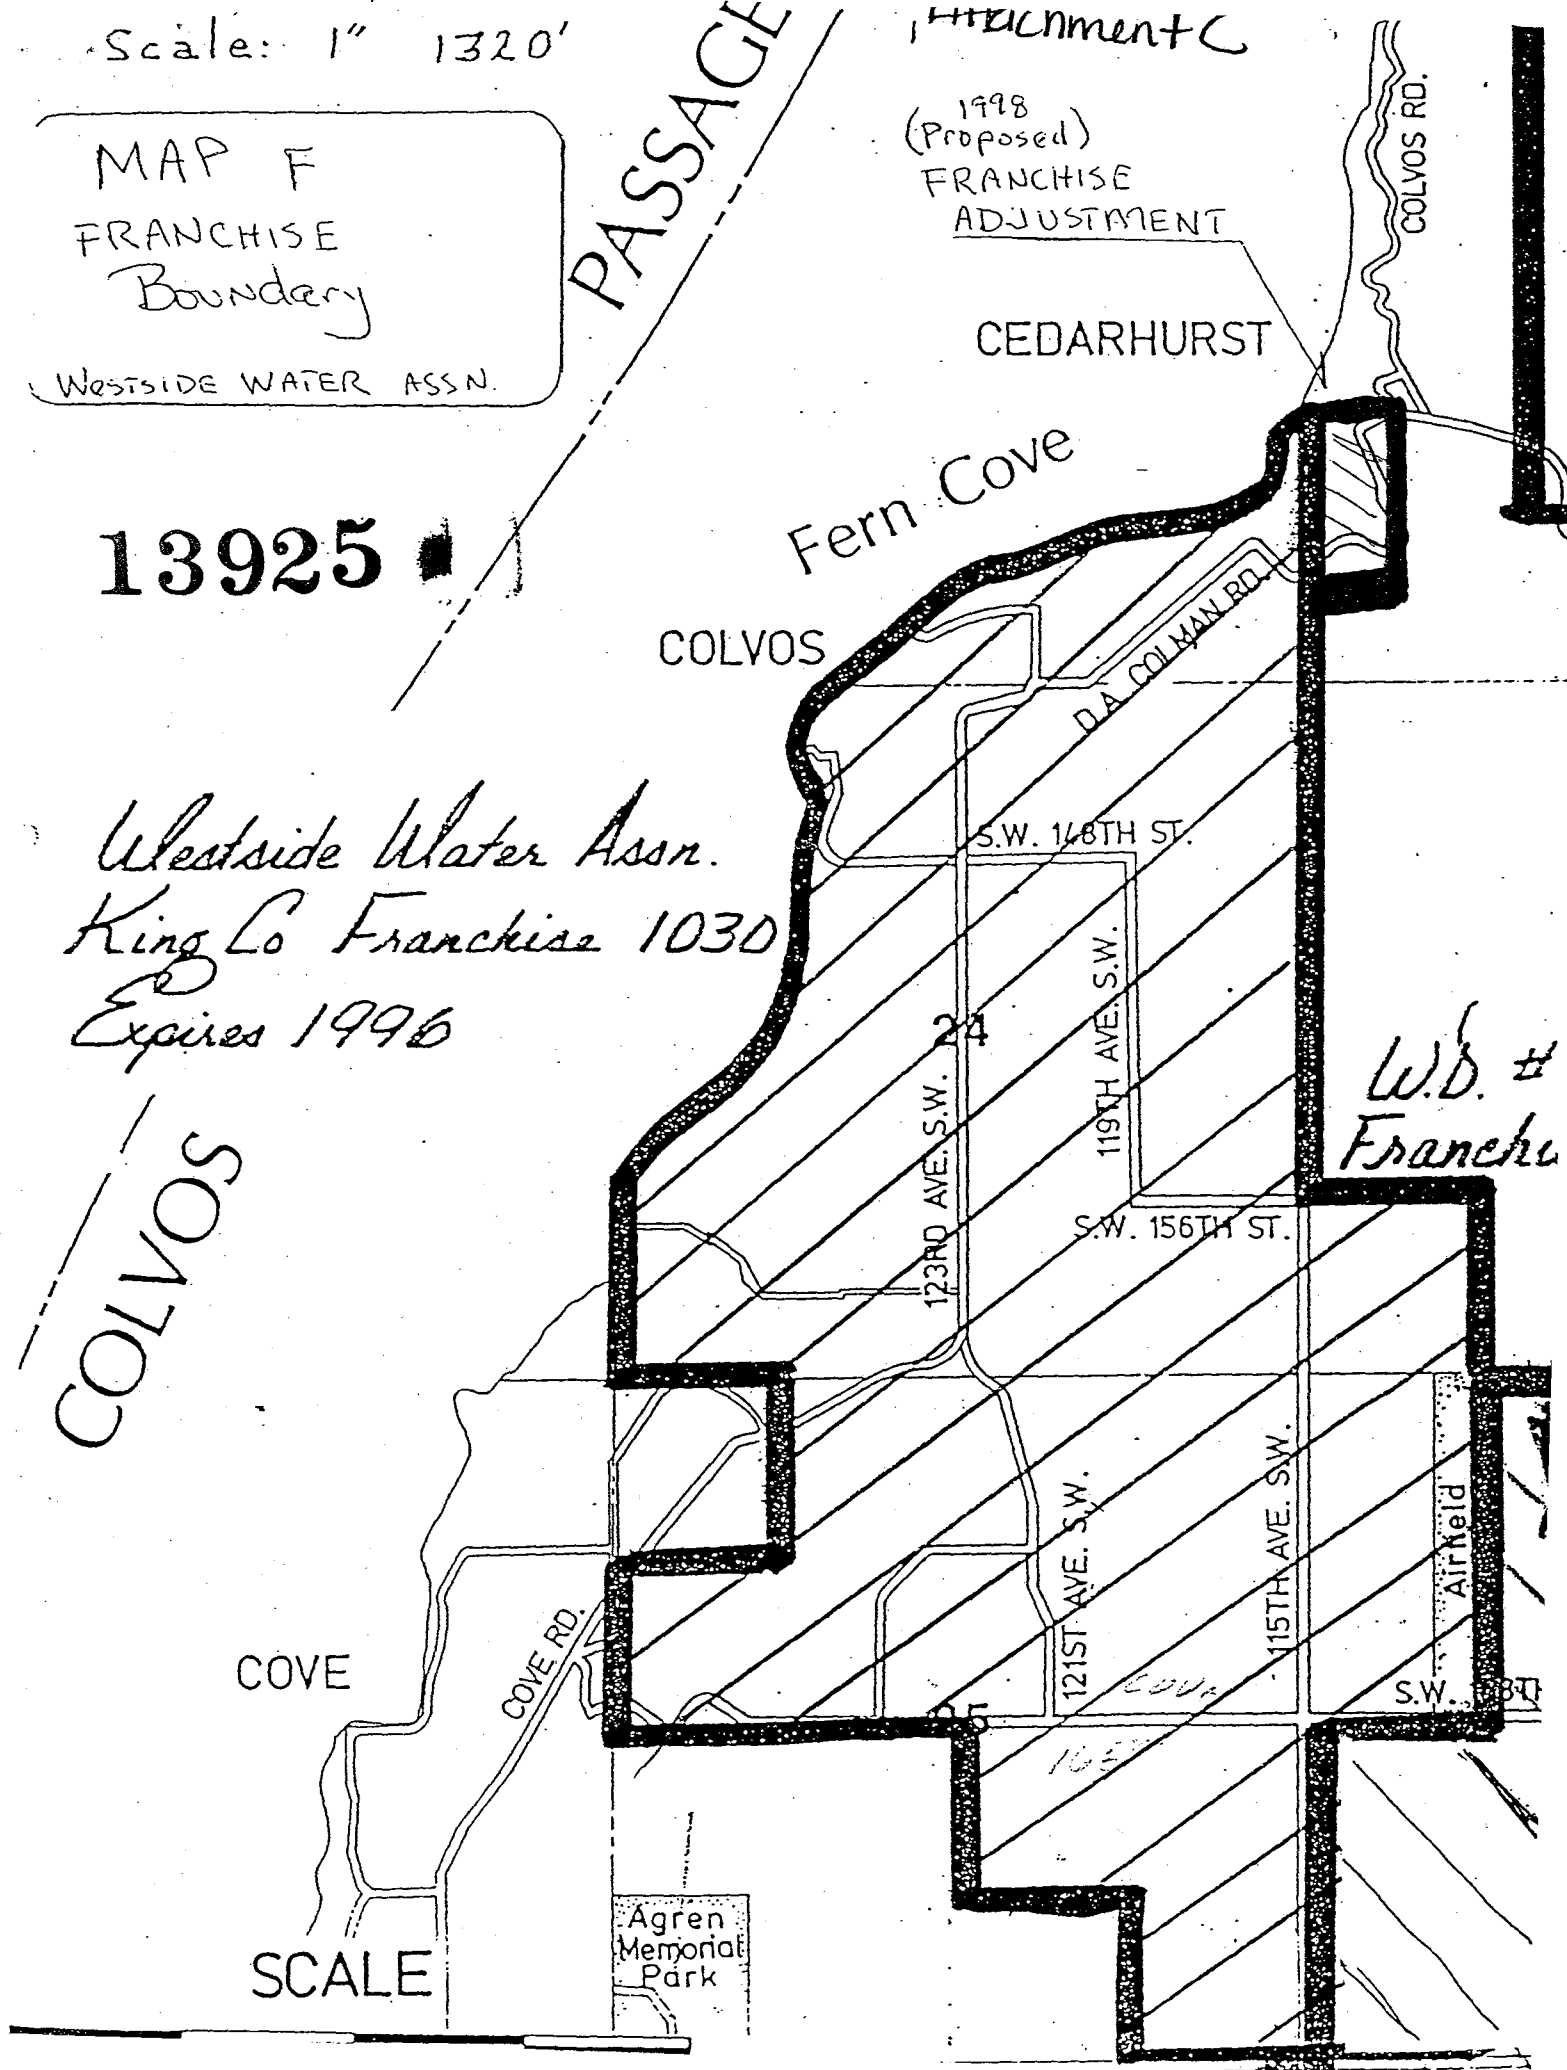 Scale: 1" 1320'
Attachment C
MAP F
FRANCHISE
Boundary
WESTSIDE WATER ASSN.
PASSAGE
1998
(Proposed)
FRANCHISE
ADJUSTMENT
COLVOS RD.
CEDARHURST
Fern Cove
13925
COLVOS
D.A. COLMAN RD.
Westside Water Assn.
King Co Franchise 1030
Expires 1996
S.W. 148TH ST.
119TH AVE. S.W.
24
123RD AVE. S.W.
W.D. #
Franchi
S.W. 156TH ST.
COLVOS
COVE
COVE RD.
121ST AVE. S.W.
115TH AVE. S.W.
Airfield
S.W.
Agren
Memorial
Park
SCALE